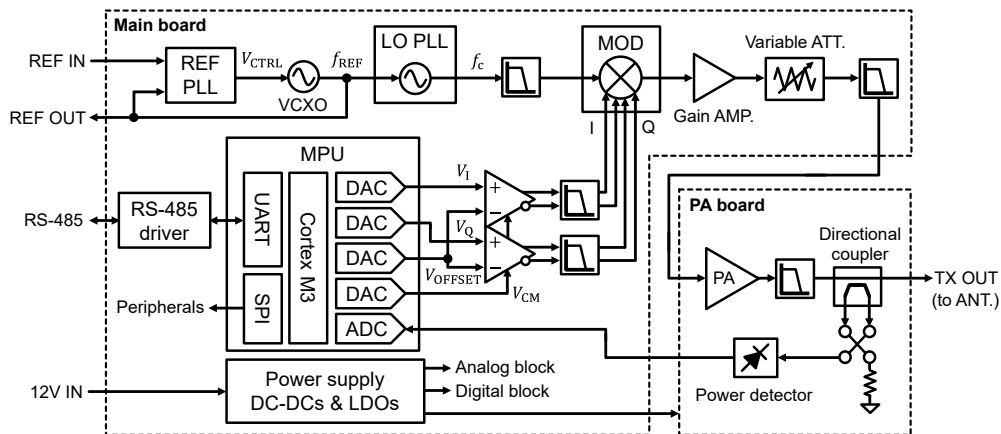 Main board
REF IN
REF
PLL
V_CTRL
VCXO
f_REF
LO PLL
f_c
MOD
I
Q
Gain AMP.
Variable ATT.
REF OUT
MPU
UART
SPI
Cortex M3
DAC
DAC
DAC
DAC
ADC
V_I
V_Q
V_OFFSET
V_CM
+
−
+
−
RS-485
RS-485
driver
Peripherals
12V IN
Power supply
DC-DCs & LDOs
Analog block
Digital block
PA board
PA
Directional
coupler
TX OUT
(to ANT.)
Power detector